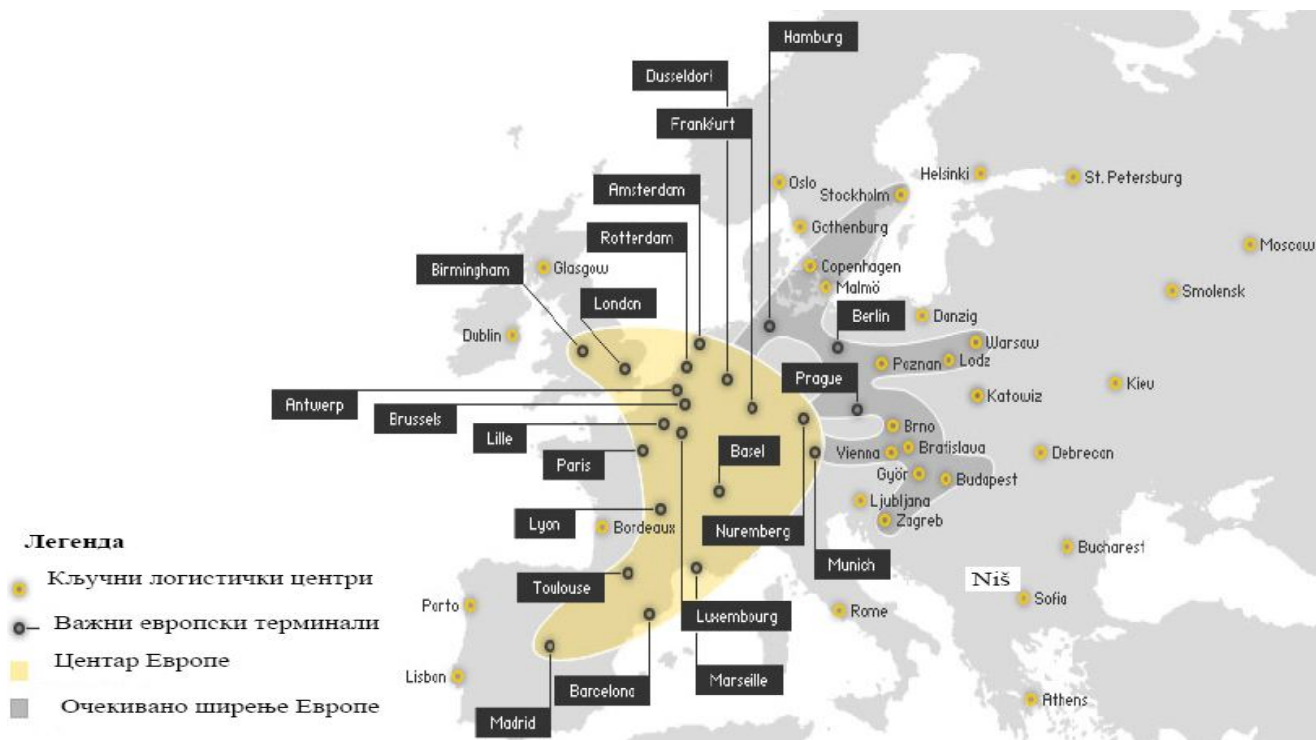 Hamburg
Dusseldorf
Frankfurt
Amsterdam
Rotterdam
Birmingham
London
Glasgow
Dublin
Oslo
Stockholm
Helsinki
St. Petersburg
Gothenburg
Copenhagen
Malmö
Moscow
Smolensk
Berlin
Danzig
Warsaw
Poznan
Lodz
Prague
Katowiz
Kiev
Antwerp
Brussels
Lille
Paris
Basel
Brno
Vienna
Bratislava
Debrecan
Györ
Budapest
Ljubljana
Zagreb
Lyon
Bordeaux
Nuremberg
Munich
Bucharest
Легенда
Кључни логистички центри
Toulouse
Niš
Sofia
Porto
Важни европски терминали
Luxembourg
Rome
Центар Европе
Lisbon
Barcelona
Marseille
Очекивано ширење Европе
Madrid
Athens